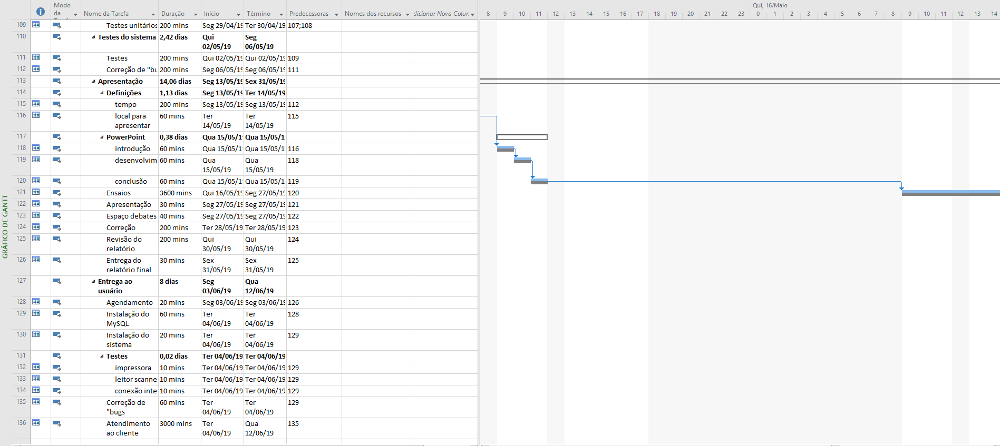 Modo
da
Nome da Tarefa Duração Início Término Predecessoras Nomes dos recursos dicionar Nova Colur
Qui, 16/Maio
8 9 10 11 12 13 14 15 16 17 18 19 20 21 22 23 0 1 2 3 4 5 6 7 8 9 10 11 12 13 14
109 Testes unitários 200 mins Seg 29/04/19 Ter 30/04/19 107;108
110 Testes do sistema 2,42 dias Qui 02/05/19 Seg 06/05/19
111 Testes 200 mins Qui 02/05/19 Qui 02/05/19 109
112 Correção de "bu 200 mins Seg 06/05/19 Seg 06/05/19 111
113 Apresentação 14,06 dias Seg 13/05/19 Sex 31/05/19
114 Definições 1,13 dias Seg 13/05/19 Ter 14/05/19
115 tempo 200 mins Seg 13/05/19 Seg 13/05/19 112
116 local para apresentar 60 mins Ter 14/05/19 Ter 14/05/19 115
117 PowerPoint 0,38 dias Qua 15/05/1 Qua 15/05/1
118 introdução 60 mins Qua 15/05/1 Qua 15/05/1 116
119 desenvolvim 60 mins Qua 15/05/19 Qua 15/05/19 118
120 conclusão 60 mins Qua 15/05/1 Qua 15/05/1 119
121 Ensaios 3600 mins Qui 16/05/19 Seg 27/05/19 120
122 Apresentação 30 mins Seg 27/05/19 Seg 27/05/19 121
123 Espaço debates 40 mins Seg 27/05/19 Seg 27/05/19 122
124 Correção 200 mins Ter 28/05/19 Ter 28/05/19 123
125 Revisão do relatório 200 mins Qui 30/05/19 Qui 30/05/19 124
126 Entrega do relatório final 30 mins Sex 31/05/19 Sex 31/05/19 125
127 Entrega ao usuário 8 dias Seg 03/06/19 Qua 12/06/19
128 Agendamento 20 mins Seg 03/06/19 Seg 03/06/19 126
129 Instalação do MySQL 60 mins Ter 04/06/19 Ter 04/06/19 128
130 Instalação do sistema 20 mins Ter 04/06/19 Ter 04/06/19 129
131 Testes 0,02 dias Ter 04/06/19 Ter 04/06/19
132 impressora 10 mins Ter 04/06/19 Ter 04/06/19 129
133 leitor scanne 10 mins Ter 04/06/19 Ter 04/06/19 129
134 conexão inte 10 mins Ter 04/06/19 Ter 04/06/19 129
135 Correção de "bugs 60 mins Ter 04/06/19 Ter 04/06/19 129
136 Atendimento ao cliente 3000 mins Ter 04/06/19 Qua 12/06/19 135
GRÁFICO DE GANTT